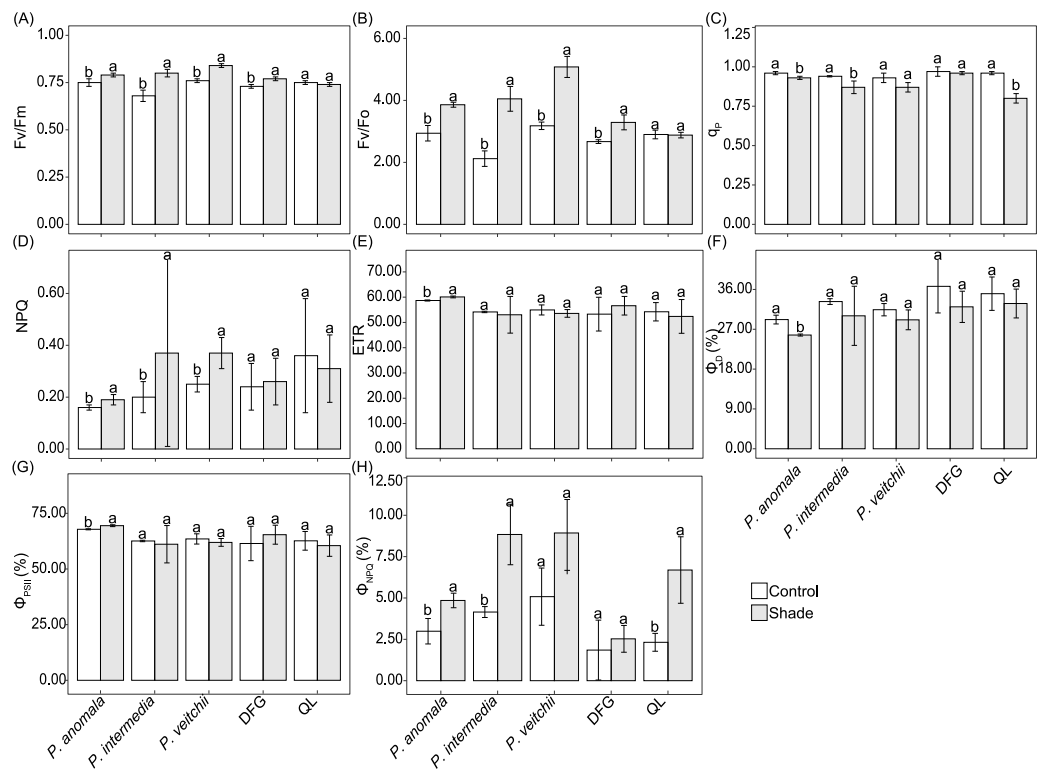 (A)
Fv/Fm
1.00
0.75
0.50
0.25
0.00
b a b a b a b a a a
(B)
Fv/Fo
6.00
4.00
2.00
0.00
b a b a b a b a a a
(C)
qP
1.25
1.00
0.75
0.50
0.25
0.00
a b a b a a a a a b
(D)
NPQ
0.60
0.40
0.20
0.00
b a b a b a a a a a
(E)
ETR
70.00
60.00
50.00
40.00
30.00
20.00
10.00
0.00
b a a a a a a a a a
(F)
ΦD (%)
36.00
27.00
18.00
9.00
0.00
a b a a a a a a a a
P. anomala
P. intermedia
P. veitchii
DFG
QL
(G)
ΦPSII (%)
75.00
50.00
25.00
0.00
b a a a a a a a a a
P. anomala
P. intermedia
P. veitchii
DFG
QL
(H)
ΦNPQ (%)
12.50
10.00
7.50
5.00
2.50
0.00
b a b a b a a a b a
P. anomala
P. intermedia
P. veitchii
DFG
QL
Control
Shade